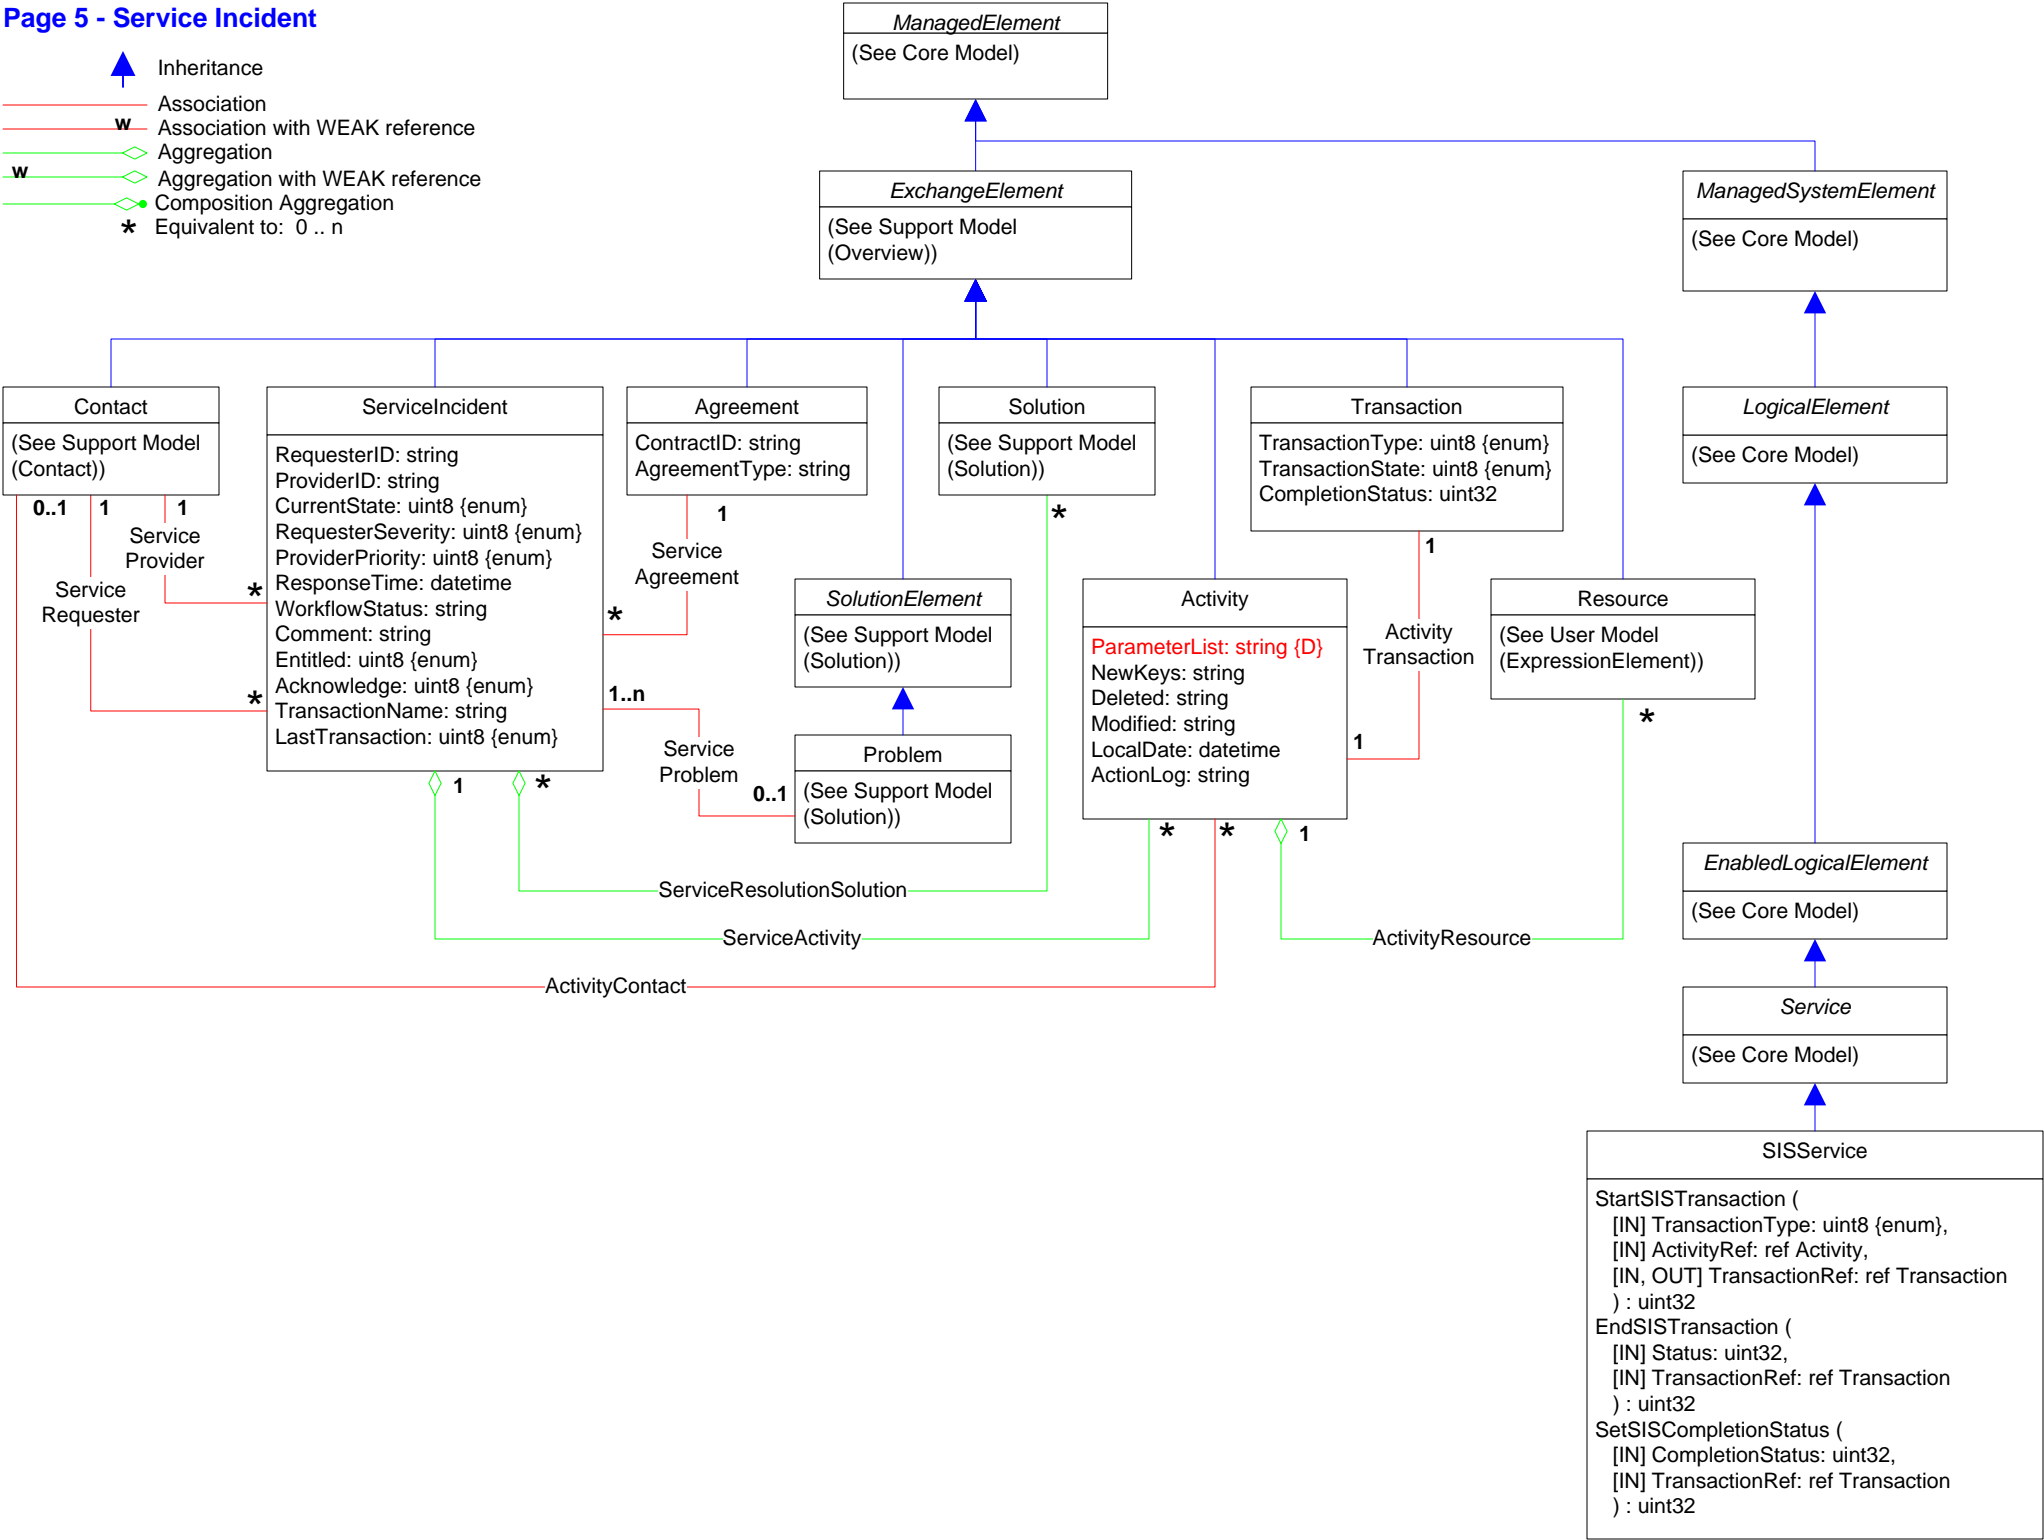 Page 5 - Service Incident
Inheritance
Association
w
Association with WEAK reference
Aggregation
w
Aggregation with WEAK reference
Composition Aggregation
* Equivalent to: 0 .. n
ManagedElement
(See Core Model)
ExchangeElement
(See Support Model
(Overview))
ManagedSystemElement
(See Core Model)
Contact
(See Support Model
(Contact))
ServiceIncident
RequesterID: string
ProviderID: string
CurrentState: uint8 {enum}
RequesterSeverity: uint8 {enum}
ProviderPriority: uint8 {enum}
ResponseTime: datetime
WorkflowStatus: string
Comment: string
Entitled: uint8 {enum}
Acknowledge: uint8 {enum}
TransactionName: string
LastTransaction: uint8 {enum}
Agreement
ContractID: string
AgreementType: string
Solution
(See Support Model
(Solution))
Transaction
TransactionType: uint8 {enum}
TransactionState: uint8 {enum}
CompletionStatus: uint32
LogicalElement
(See Core Model)
0..1
1
1
Service
Provider
*
Service
Requester
*
1
Service
Agreement
*
*
SolutionElement
(See Support Model
(Solution))
Activity
ParameterList: string {D}
NewKeys: string
Deleted: string
Modified: string
LocalDate: datetime
ActionLog: string
1
Activity
Transaction
1
Resource
(See User Model
(ExpressionElement))
*
1..n
Service
Problem
0..1
Problem
(See Support Model
(Solution))
1
*
*
*
1
ServiceResolutionSolution
ServiceActivity
ActivityResource
ActivityContact
EnabledLogicalElement
(See Core Model)
Service
(See Core Model)
SISService
StartSISTransaction (
[IN] TransactionType: uint8 {enum},
[IN] ActivityRef: ref Activity,
[IN, OUT] TransactionRef: ref Transaction
) : uint32
EndSISTransaction (
[IN] Status: uint32,
[IN] TransactionRef: ref Transaction
) : uint32
SetSISCompletionStatus (
[IN] CompletionStatus: uint32,
[IN] TransactionRef: ref Transaction
) : uint32